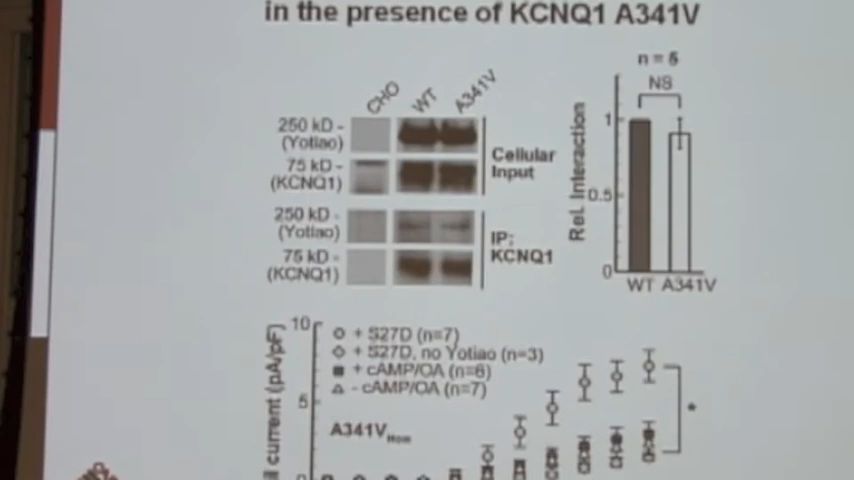 in the presence of KCNQ1 A341V
n = 6
NS
CHO
WT
A341V
250 kD -
(Yotiao)
75 kD -
(KCNQ1)
Cellular
Input
250 kD -
(Yotiao)
75 kD -
(KCNQ1)
IP:
KCNQ1
Rel. Interaction
1
0.5
0
WT A341V
10
5
0
il current (pA/pF)
+ S27D (n=7)
+ S27D, no Yotiao (n=3)
+ cAMP/OA (n=6)
- cAMP/OA (n=7)
A341V
*